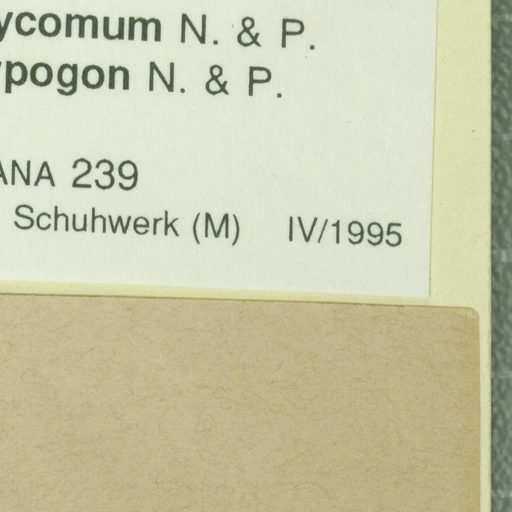 ycomum N. & P.
ypogon N. & P.
ANA 239
Schuhwerk (M) IV/1995